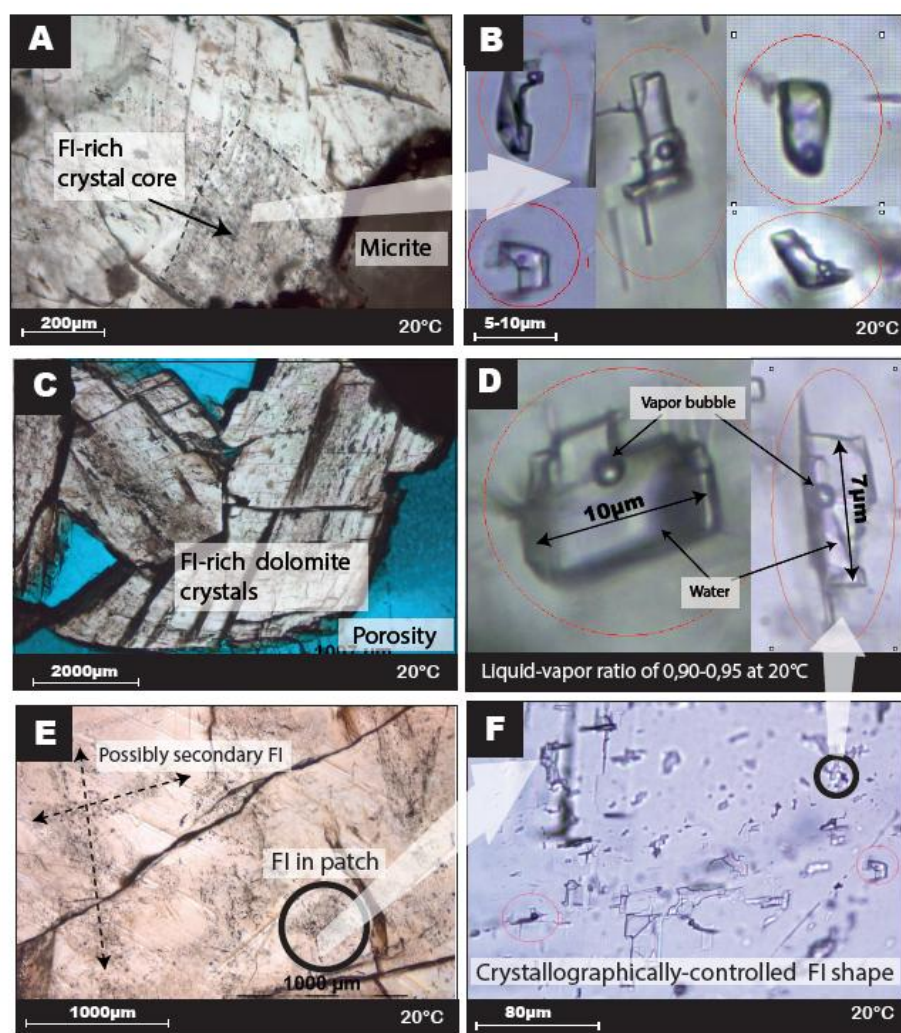 A
FI-rich
crystal core
Micrite
200µm
20°C
B
1
1
5-10µm
20°C
C
FI-rich dolomite
crystals
Porosity
2000µm
20°C
D
Vapor bubble
10µm
7µm
Water
Liquid-vapor ratio of 0,90-0,95 at 20°C
E
Possibly secondary FI
FI in patch
1000 µm
1000µm
20°C
F
Crystallographically-controlled FI shape
80µm
20°C